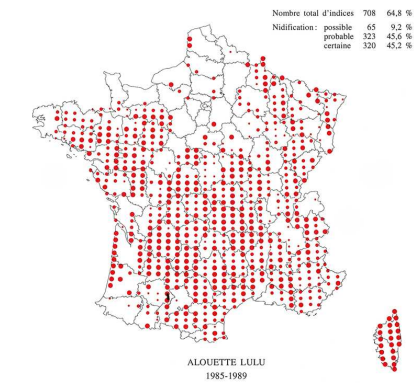 Nombre total d'indices 708 64,8 %
Nidification : possible 65 9,2 %
probable 323 45,6 %
certaine 320 45,2 %
ALOUETTE LULU
1985-1989